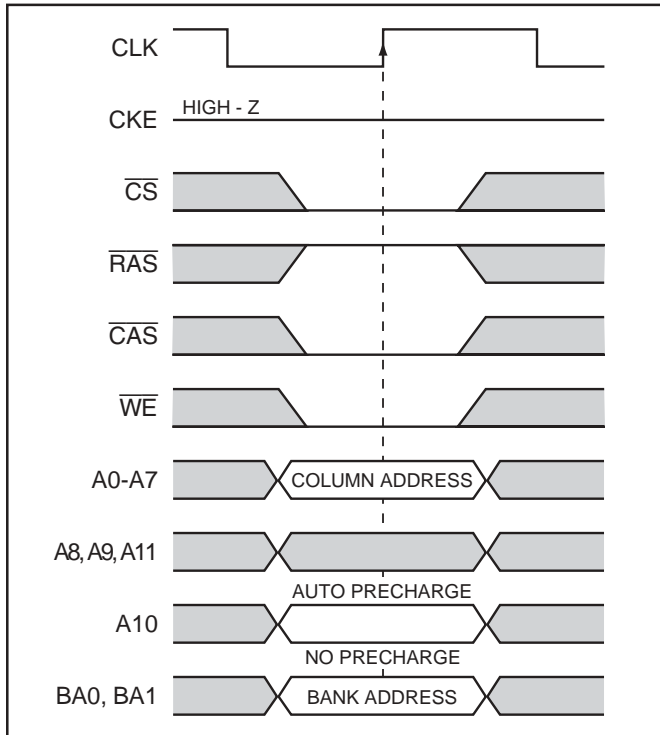 CLK
HIGH - Z
CKE
CS
RAS
CAS
WE
A0-A7 COLUMN ADDRESS
A8, A9, A11
AUTO PRECHARGE
A10
NO PRECHARGE
BA0, BA1 BANK ADDRESS